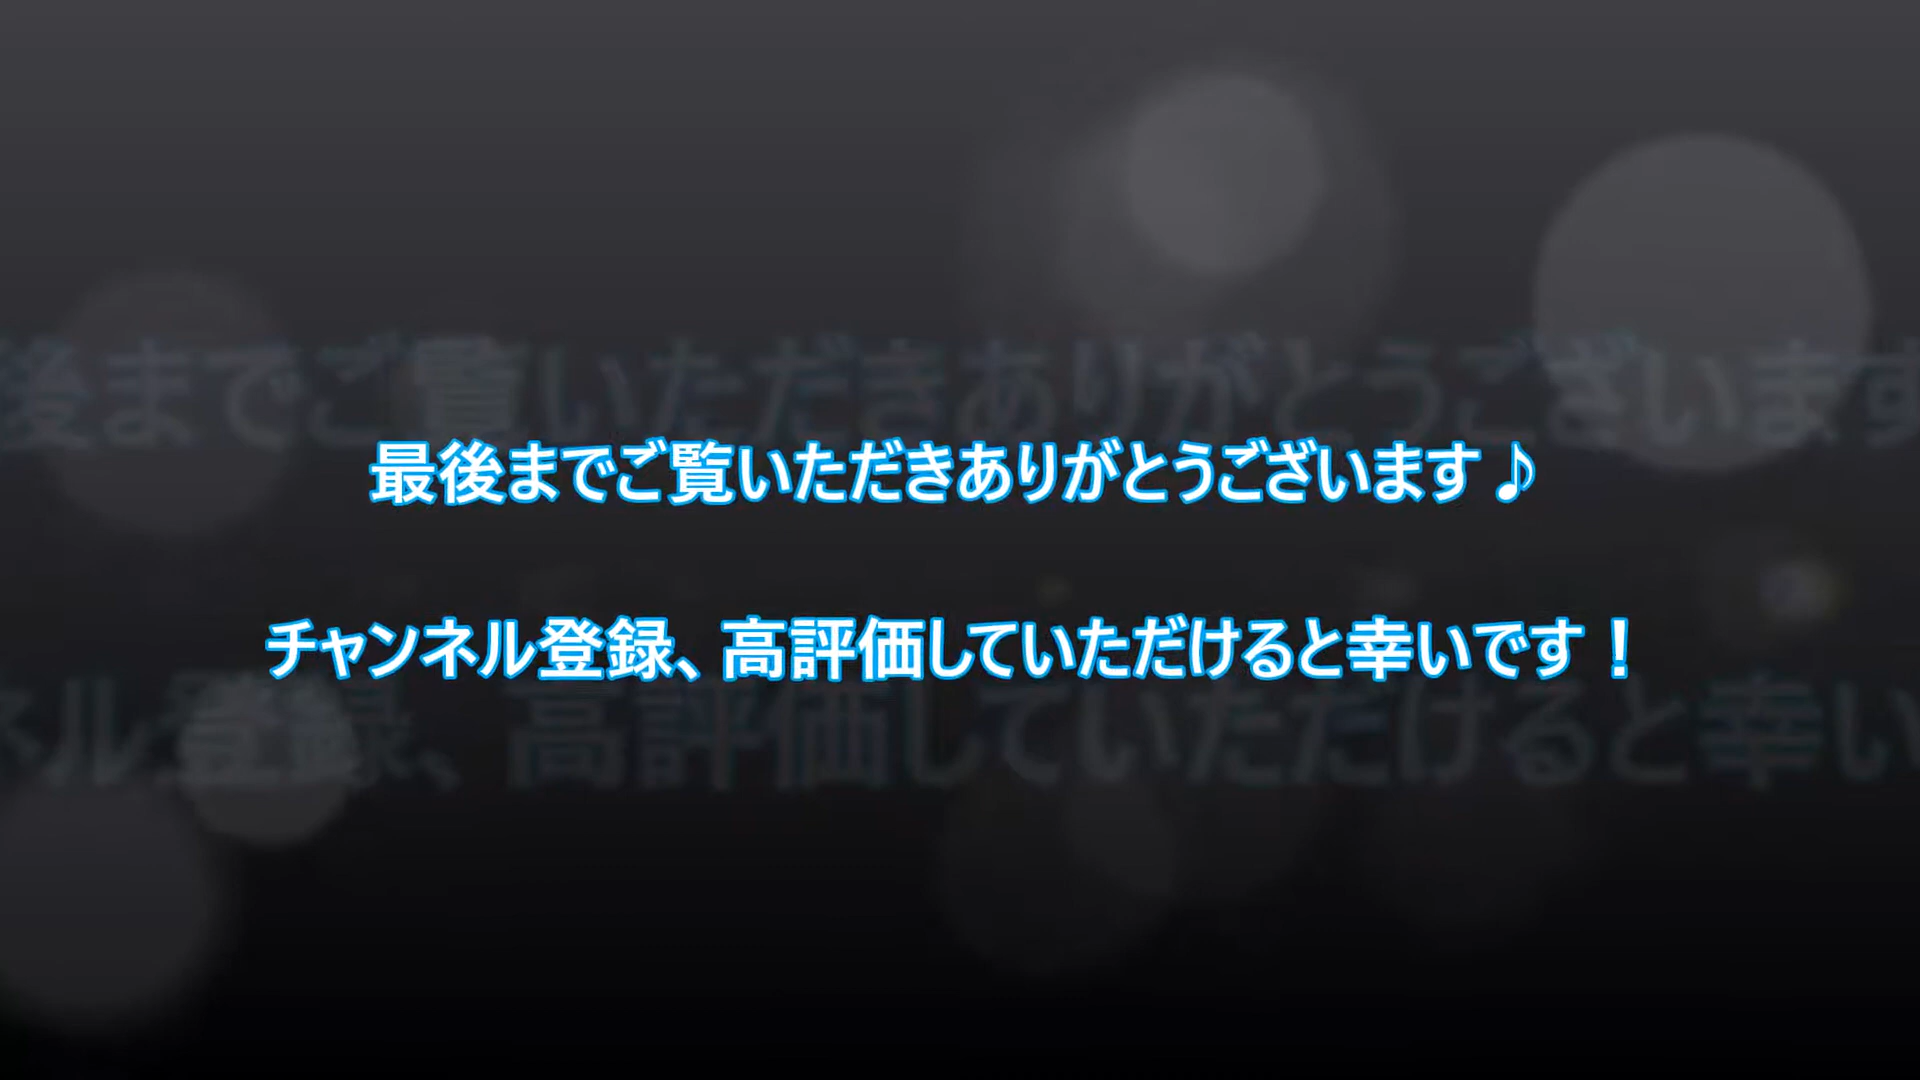 最後までご覧いただきありがとうございます♪
チャンネル登録、高評価していただけると幸いです！